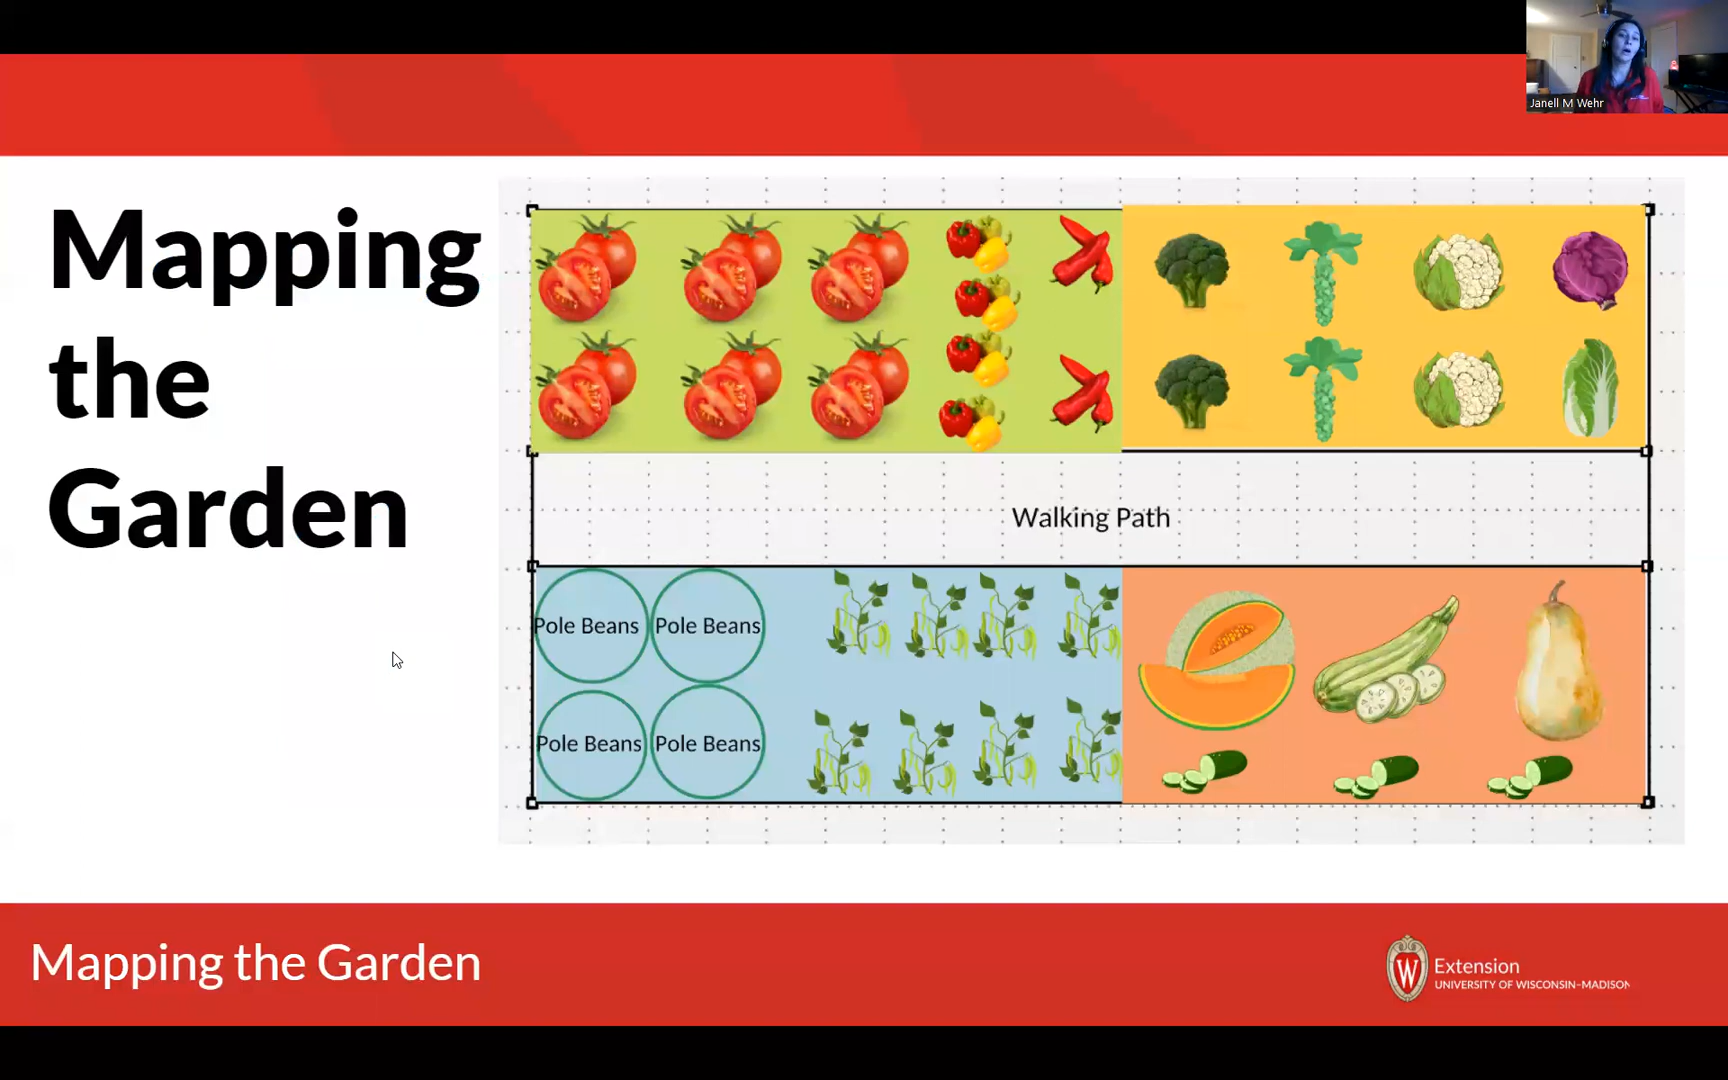 Janell M Wehr
Mapping
the
Garden
Walking Path
Pole Beans Pole Beans
Pole Beans Pole Beans
Mapping the Garden
W
Extension
UNIVERSITY OF WISCONSIN-MADISON